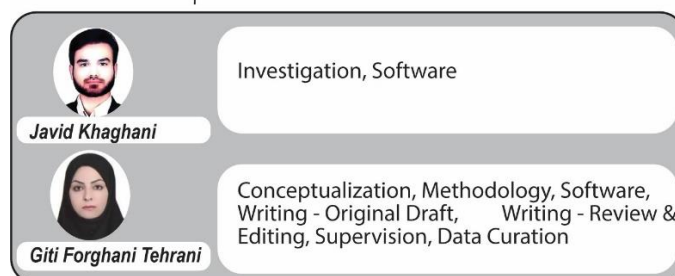 Investigation, Software
Javid Khaghani
Conceptualization, Methodology, Software,
Writing - Original Draft, Writing - Review &
Editing, Supervision, Data Curation
Giti Forghani Tehrani